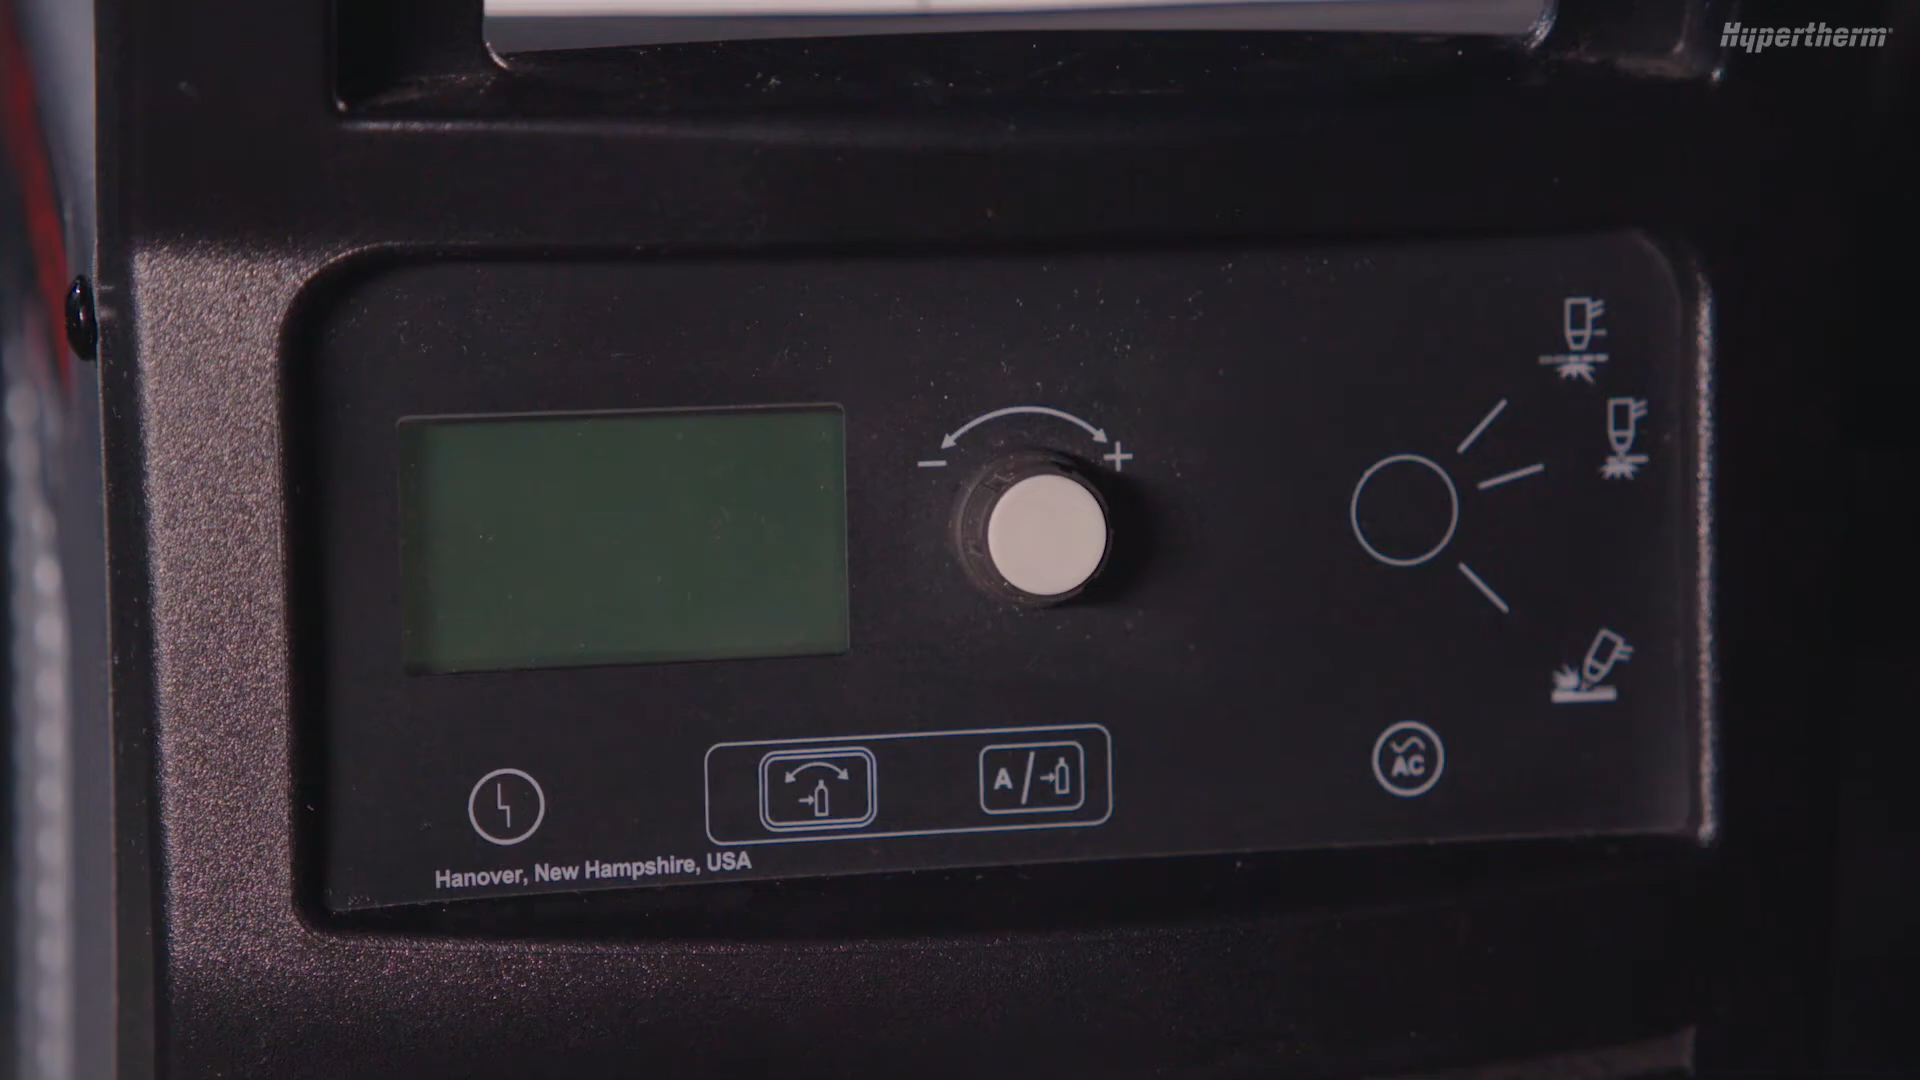 Hypertherm
− +
A/
AC
Hanover, New Hampshire, USA